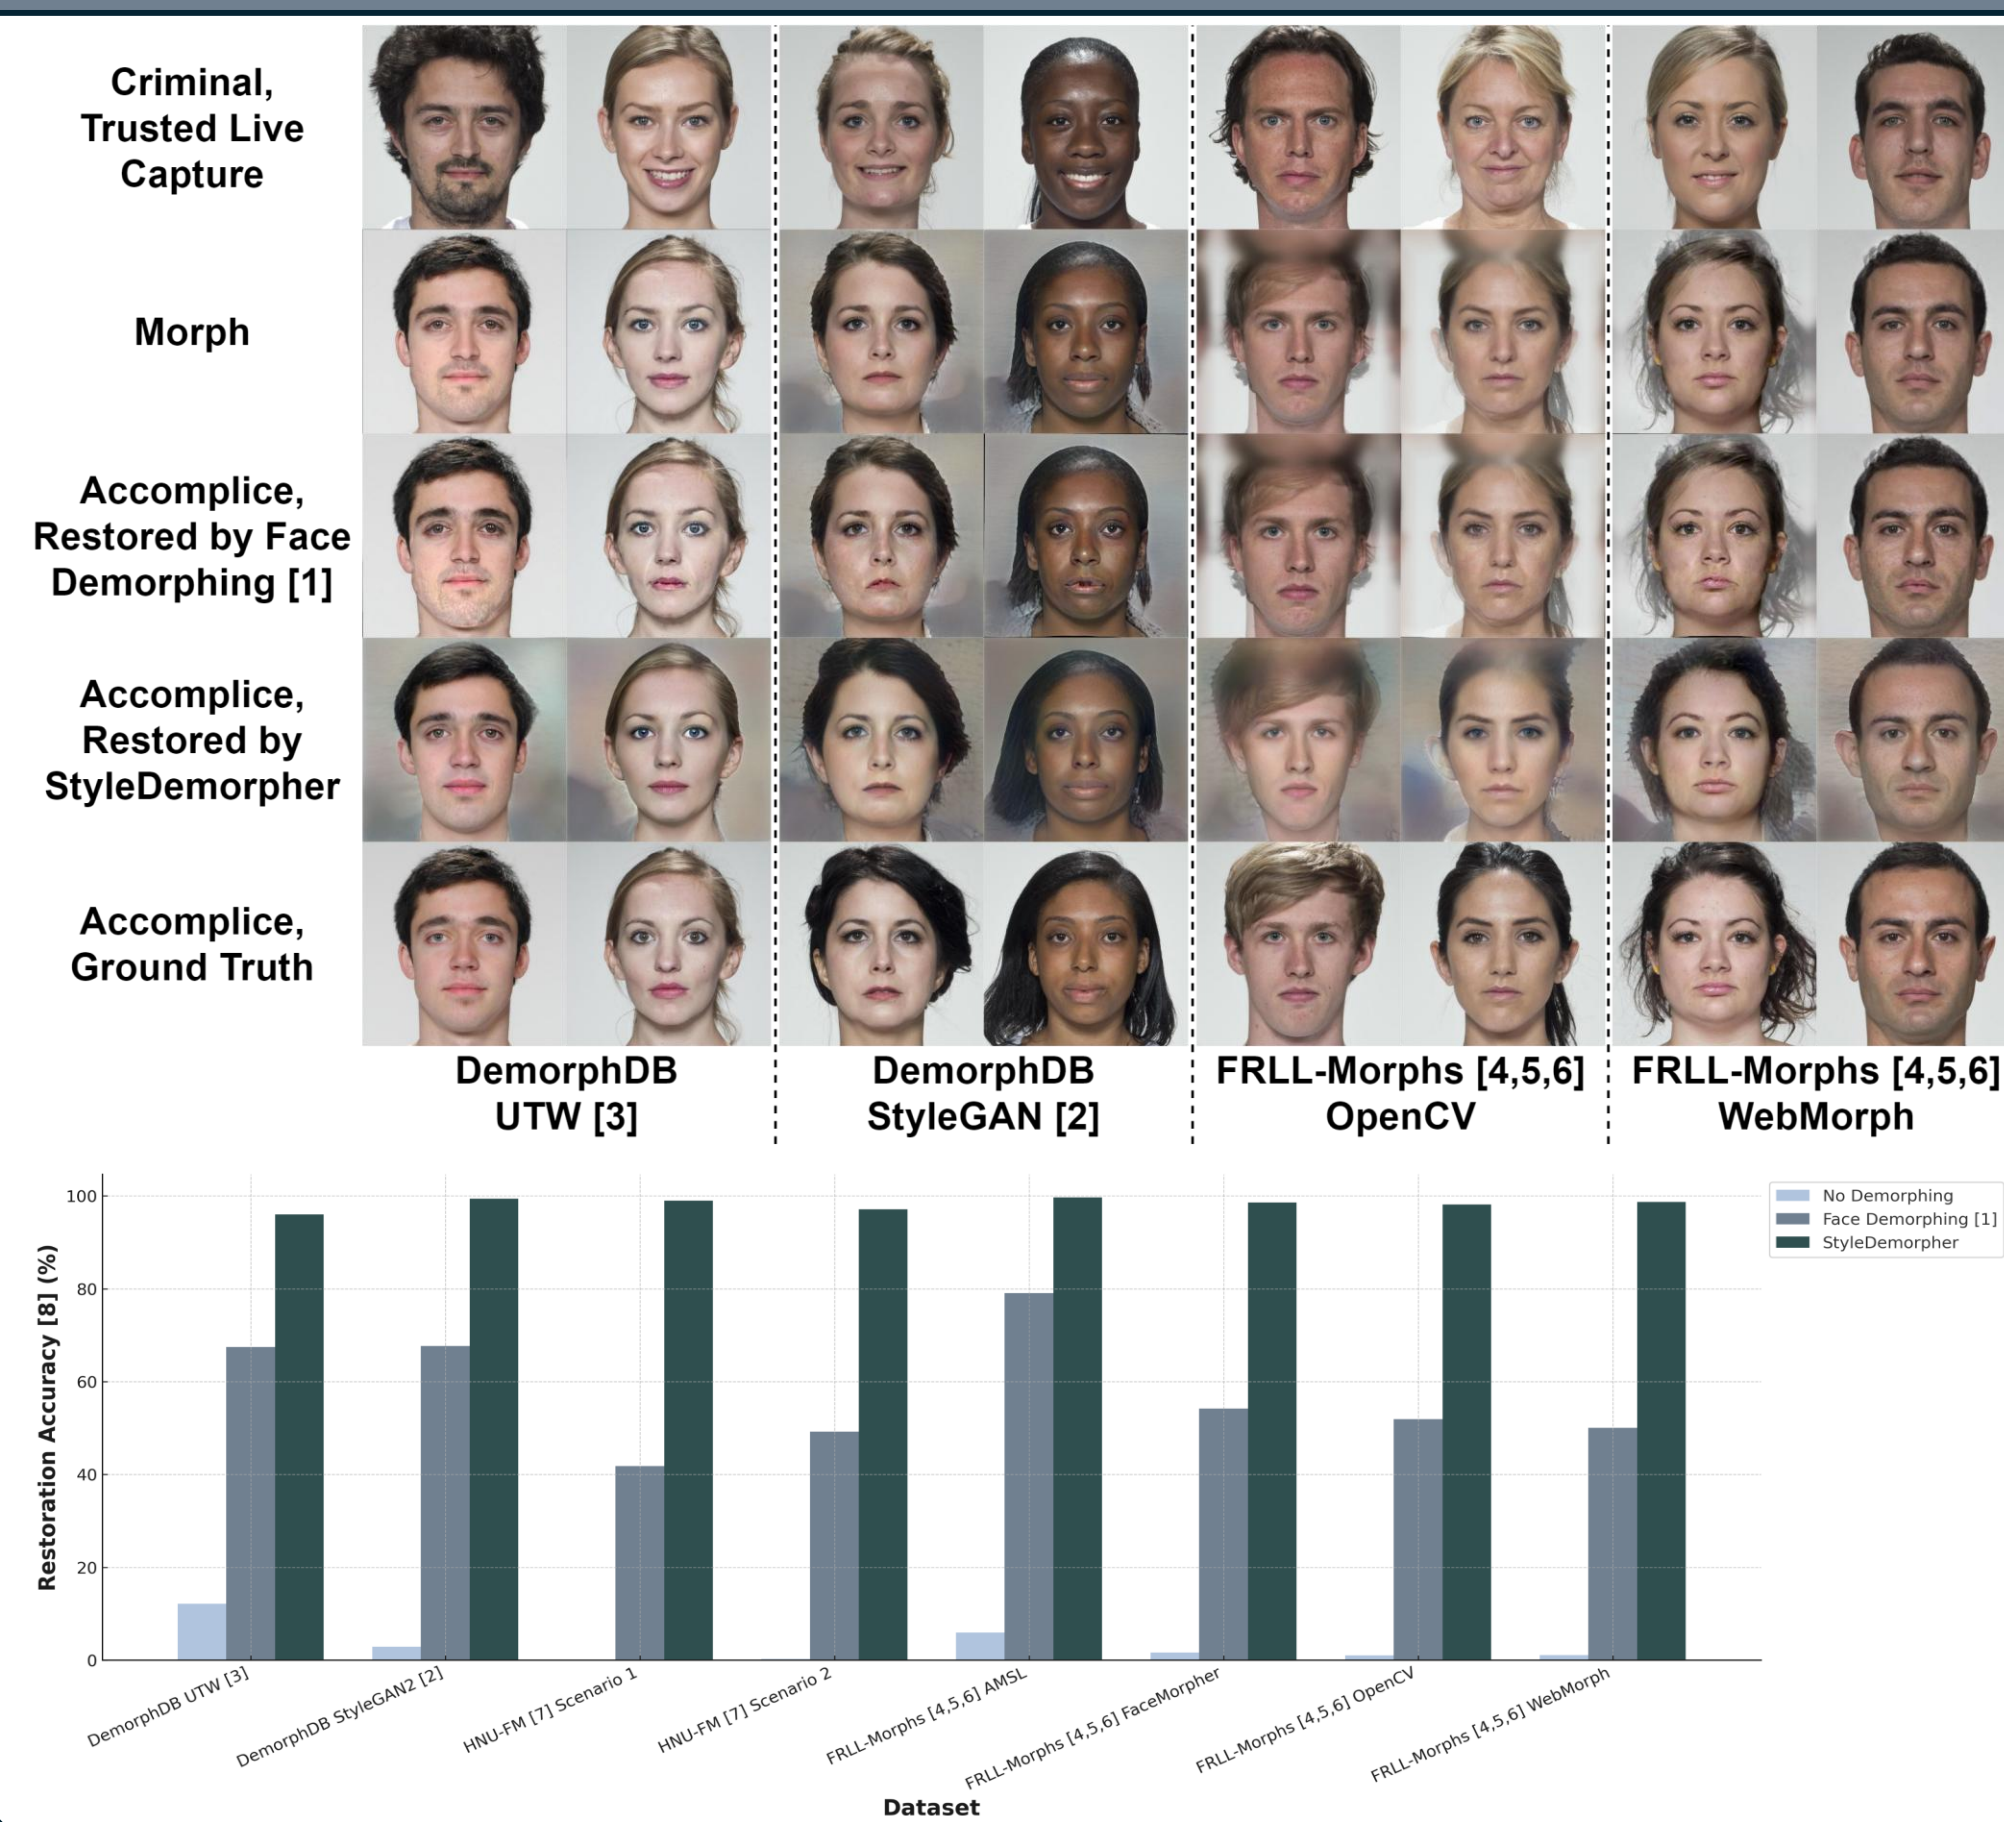 Criminal,
Trusted Live
Capture
Morph
Accomplice,
Restored by Face
Demorphing [1]
Accomplice,
Restored by
StyleDemorpher
Accomplice,
Ground Truth
DemorphDB
UTW [3]
DemorphDB
StyleGAN [2]
FRLL-Morphs [4,5,6]
OpenCV
FRLL-Morphs [4,5,6]
WebMorph
Restoration Accuracy [8] (%)
100
80
60
40
20
0
No Demorphing
Face Demorphing [1]
StyleDemorpher
DemorphDB UTW [3]
DemorphDB StyleGAN2 [2]
HNU-FM [7] Scenario 1
HNU-FM [7] Scenario 2
FRLL-Morphs [4,5,6] AMSL
FRLL-Morphs [4,5,6] FaceMorpher
FRLL-Morphs [4,5,6] OpenCV
FRLL-Morphs [4,5,6] WebMorph
Dataset